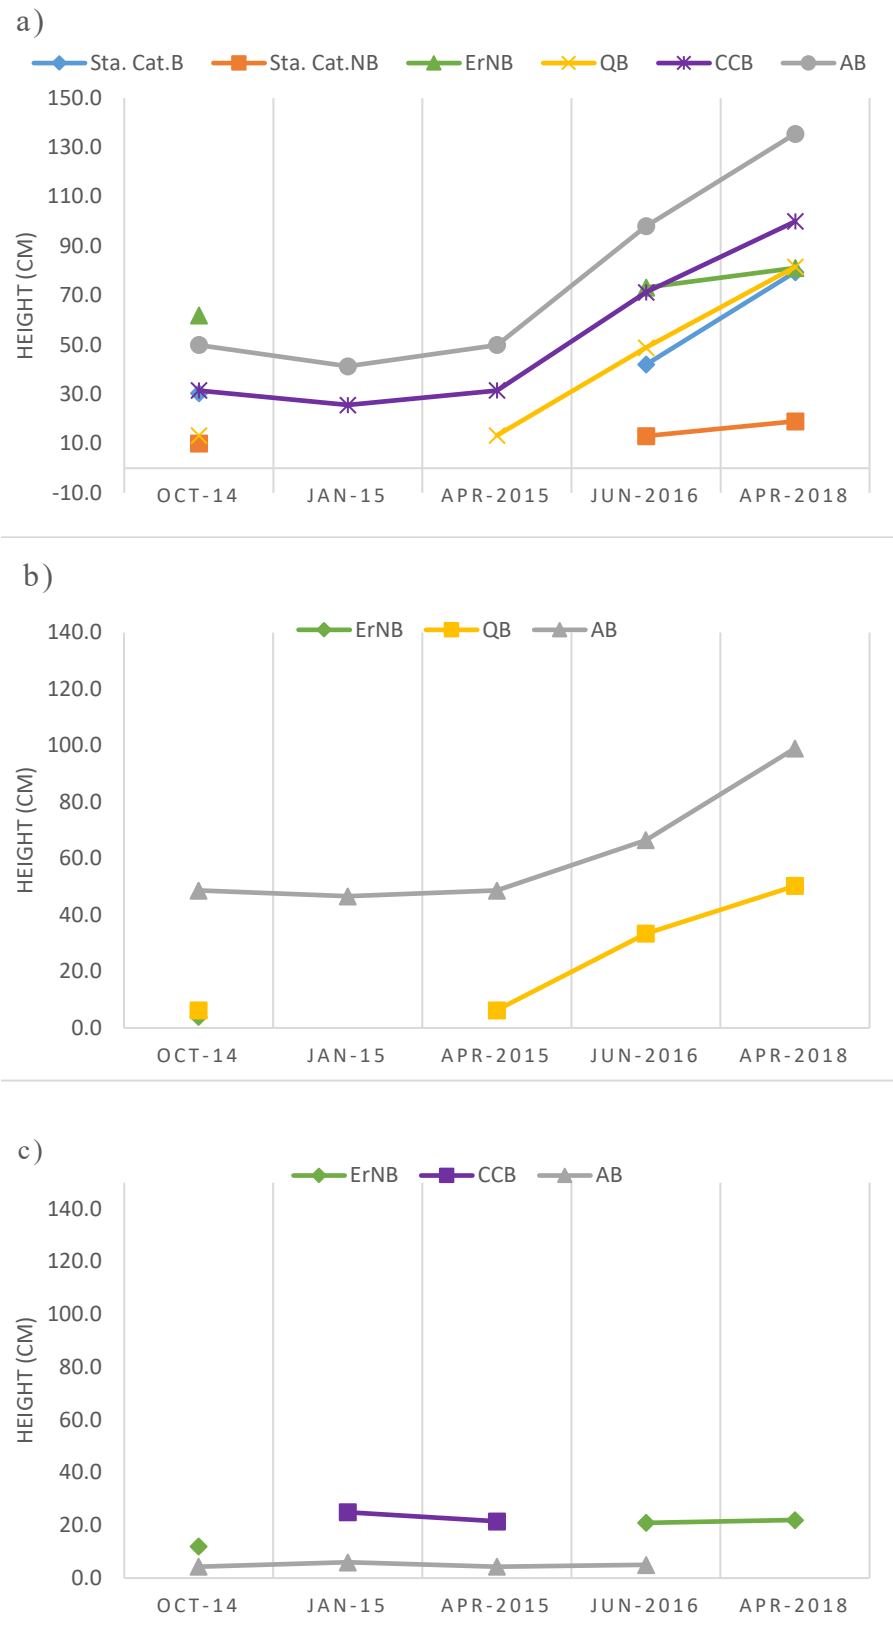 a)
Sta. Cat.B Sta. Cat.NB ErNB QB CCB AB
150.0
130.0
110.0
90.0
70.0
50.0
30.0
10.0
-10.0
HEIGHT (CM)
OCT-14 JAN-15 APR-2015 JUN-2016 APR-2018
b)
ErNB QB AB
140.0
120.0
100.0
80.0
60.0
40.0
20.0
0.0
HEIGHT (CM)
OCT-14 JAN-15 APR-2015 JUN-2016 APR-2018
c)
ErNB CCB AB
140.0
120.0
100.0
80.0
60.0
40.0
20.0
0.0
HEIGHT (CM)
OCT-14 JAN-15 APR-2015 JUN-2016 APR-2018